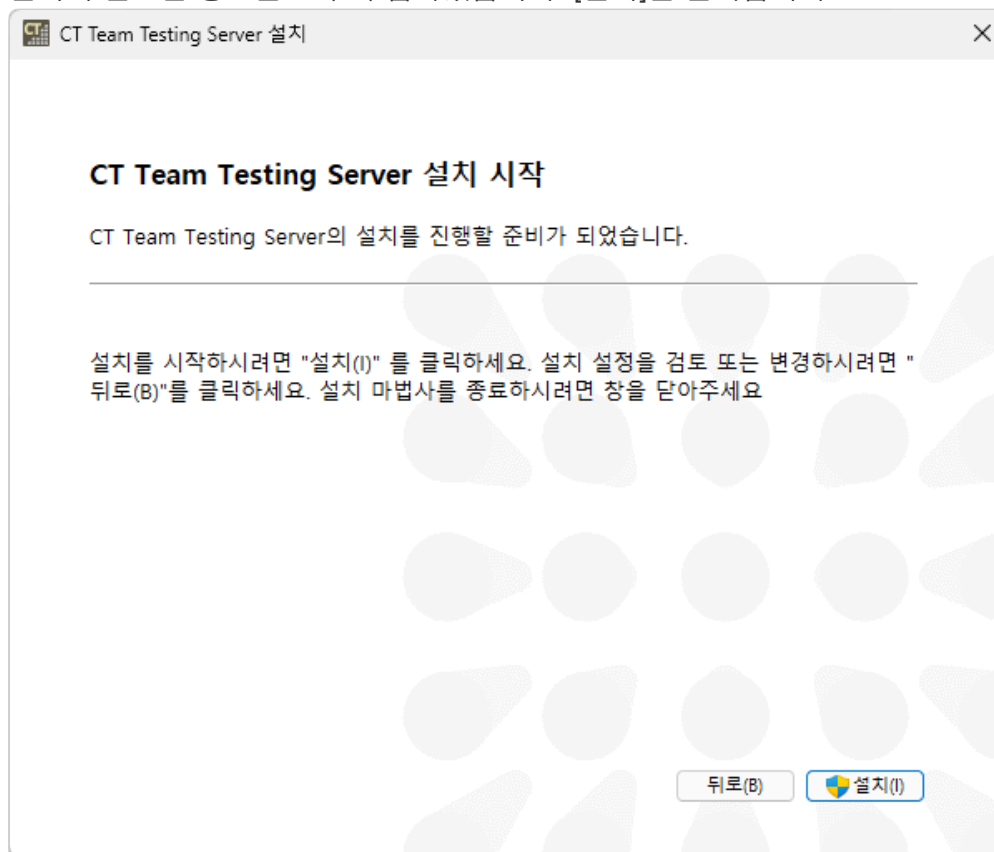 CT Team Testing Server 설치
CT Team Testing Server 설치 시작
CT Team Testing Server의 설치를 진행할 준비가 되었습니다.
설치를 시작하시려면 "설치(I)" 를 클릭하세요. 설치 설정을 검토 또는 변경하시려면 "
뒤로(B)"를 클릭하세요. 설치 마법사를 종료하시려면 창을 닫아주세요
뒤로(B) 설치(I)